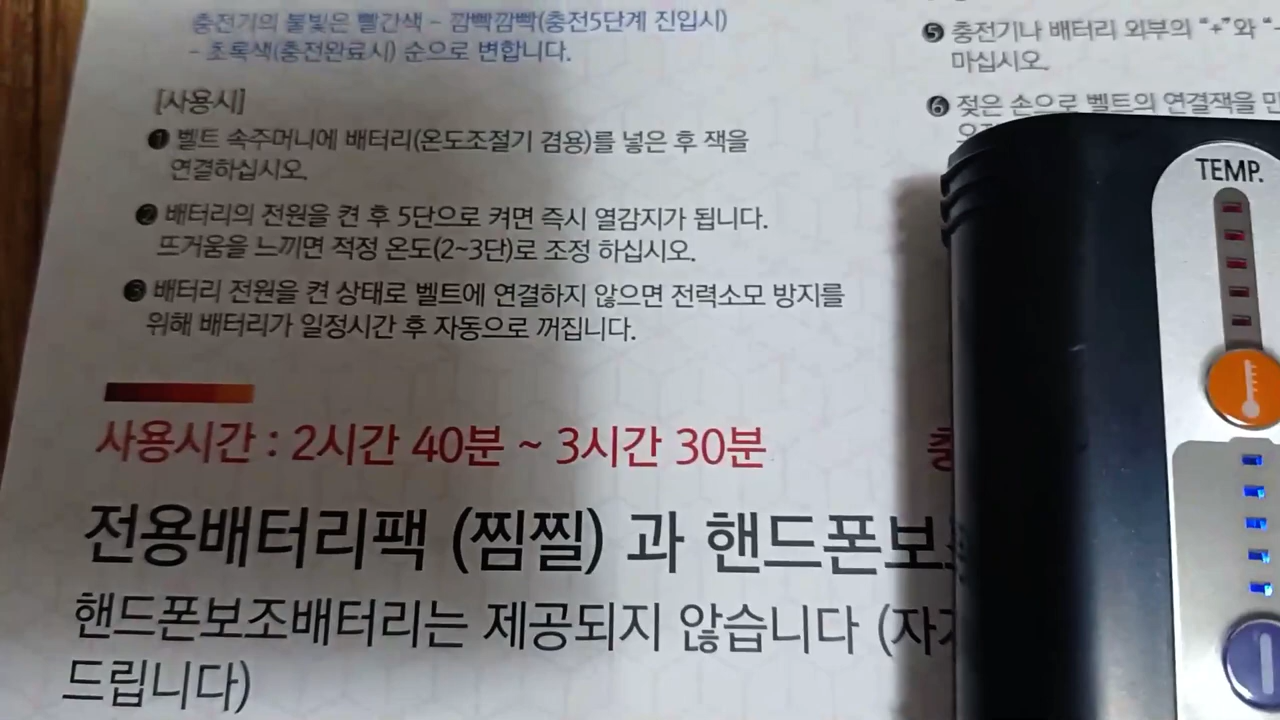 충전기의 불빛은 빨간색 - 깜빡깜빡(충전5단계 진입시)
- 초록색(충전완료시) 순으로 변합니다.
[사용시]
❶ 벨트 속주머니에 배터리(온도조절기 겸용)를 넣은 후 잭을
연결하십시오.
❷ 배터리의 전원을 켠 후 5단으로 켜면 즉시 열감지가 됩니다.
뜨거움을 느끼면 적정 온도(2~3단)로 조정 하십시오.
❸ 배터리 전원을 켠 상태로 벨트에 연결하지 않으면 전력소모 방지를
위해 배터리가 일정시간 후 자동으로 꺼집니다.
사용시간 : 2시간 40분 ~ 3시간 30분
전용배터리팩 (찜찔) 과 핸드폰보
핸드폰보조배터리는 제공되지 않습니다 (자
드립니다)
❺ 충전기나 배터리 외부의 "+"와 "-
마십시오.
❻ 젖은 손으로 벨트의 연결잭을
TEMP.